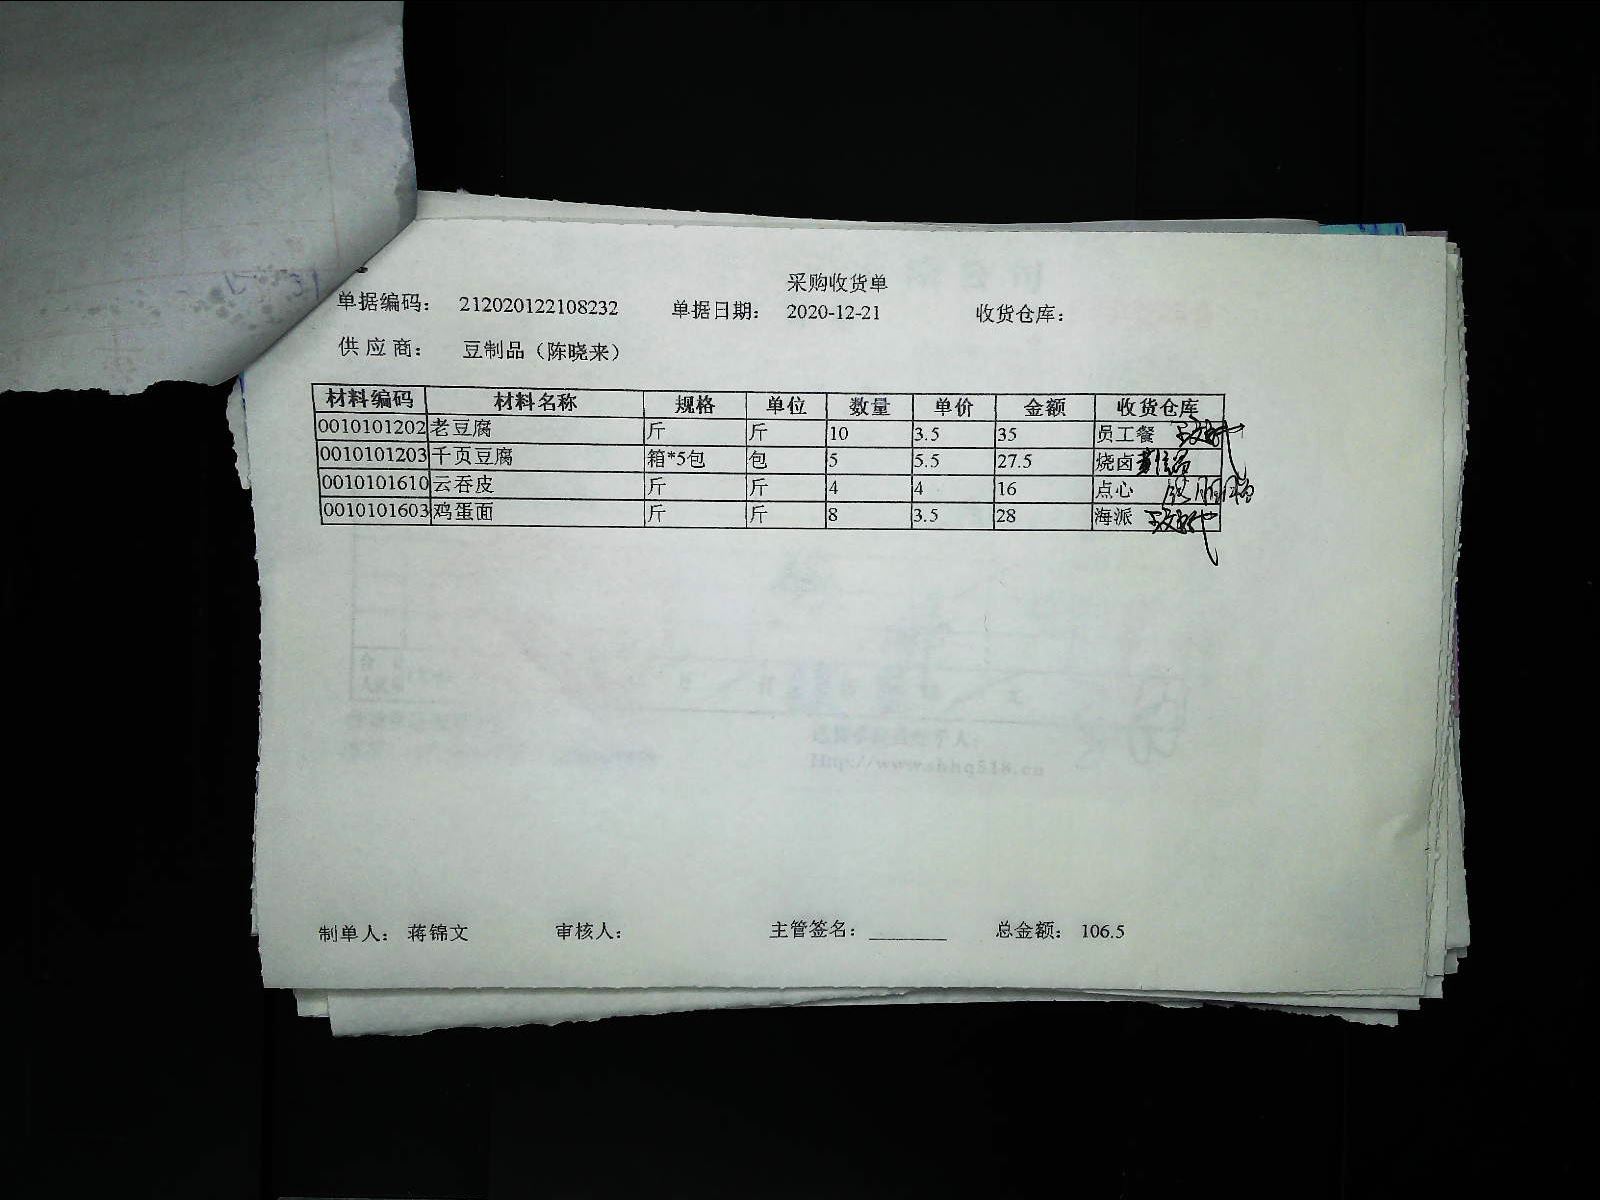 采购收货单
单据编码： 212020122108232 单据日期： 2020-12-21 收货仓库：
供应商： 豆制品（陈晓来）
材料编码 材料名称 规格 单位 数量 单价 金额 收货仓库
0010101202 老豆腐 斤 斤 10 3.5 35 员工餐
0010101203 千页豆腐 箱*5包 包 5 5.5 27.5 烧卤
0010101610 云吞皮 斤 斤 4 4 16 点心
0010101603 鸡蛋面 斤 斤 8 3.5 28 海派
制单人： 蒋锦文 审核人： 主管签名： 总金额： 106.5